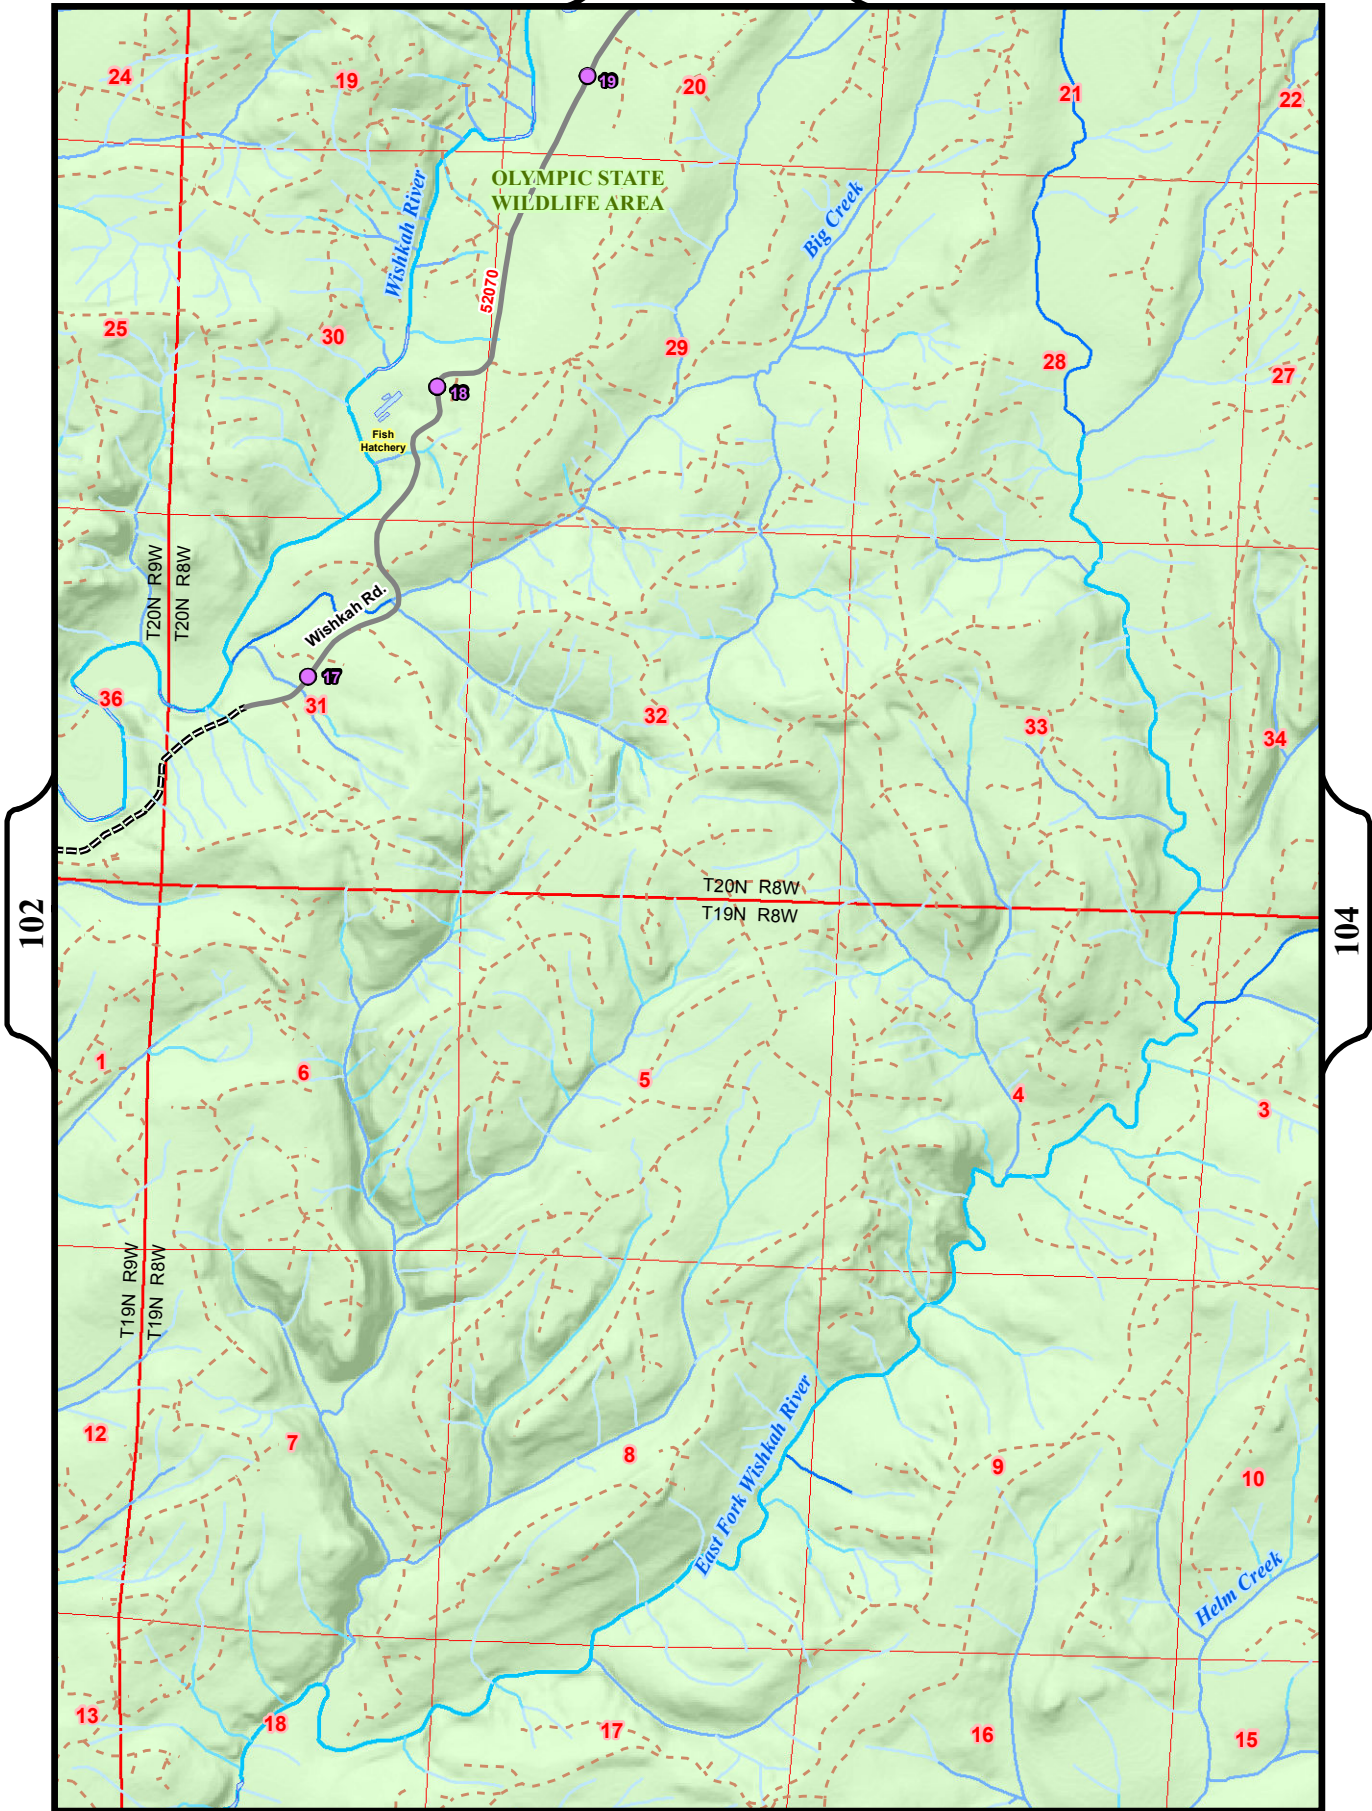 24
19
19
20
21
22
OLYMPIC STATE
WILDLIFE AREA
Wishkah River
Big Creek
52070
25
30
29
28
27
18
Fish
Hatchery
T20N R9W
T20N R8W
Wishkah Rd.
17
36
31
32
33
34
T20N R8W
T19N R8W
102
104
1
6
5
4
3
T19N R9W
T19N R8W
East Fork Wishkah River
12
7
8
9
10
Helm Creek
13
18
17
16
15